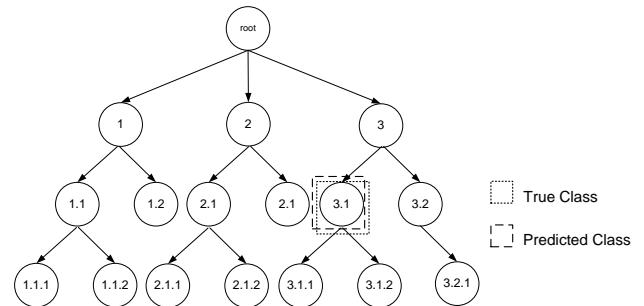 root
1 2 3
1.1 1.2 2.1 2.1 3.1 3.2
True Class
Predicted Class
1.1.1 1.1.2 2.1.1 2.1.2 3.1.1 3.1.2 3.2.1